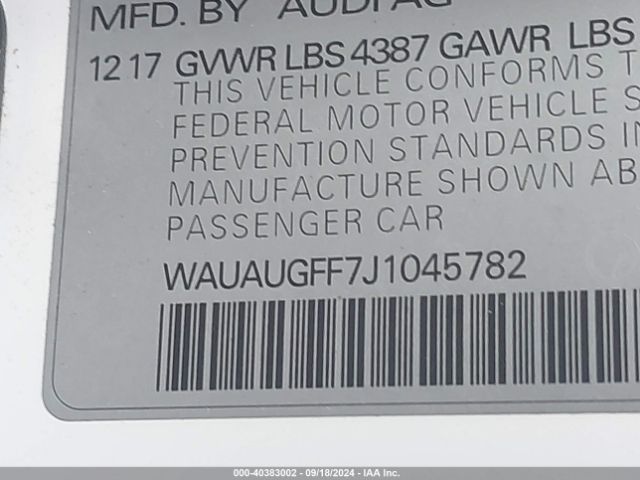 MFD. BY AUDI AG
12 17 GVWR LBS 4387 GAWR LBS
THIS VEHICLE CONFORMS T
FEDERAL MOTOR VEHICLE S
PREVENTION STANDARDS IN
MANUFACTURE SHOWN AB
PASSENGER CAR
WAUAUGFF7J1045782
000-40383002 - 09/18/2024 - IAA Inc.